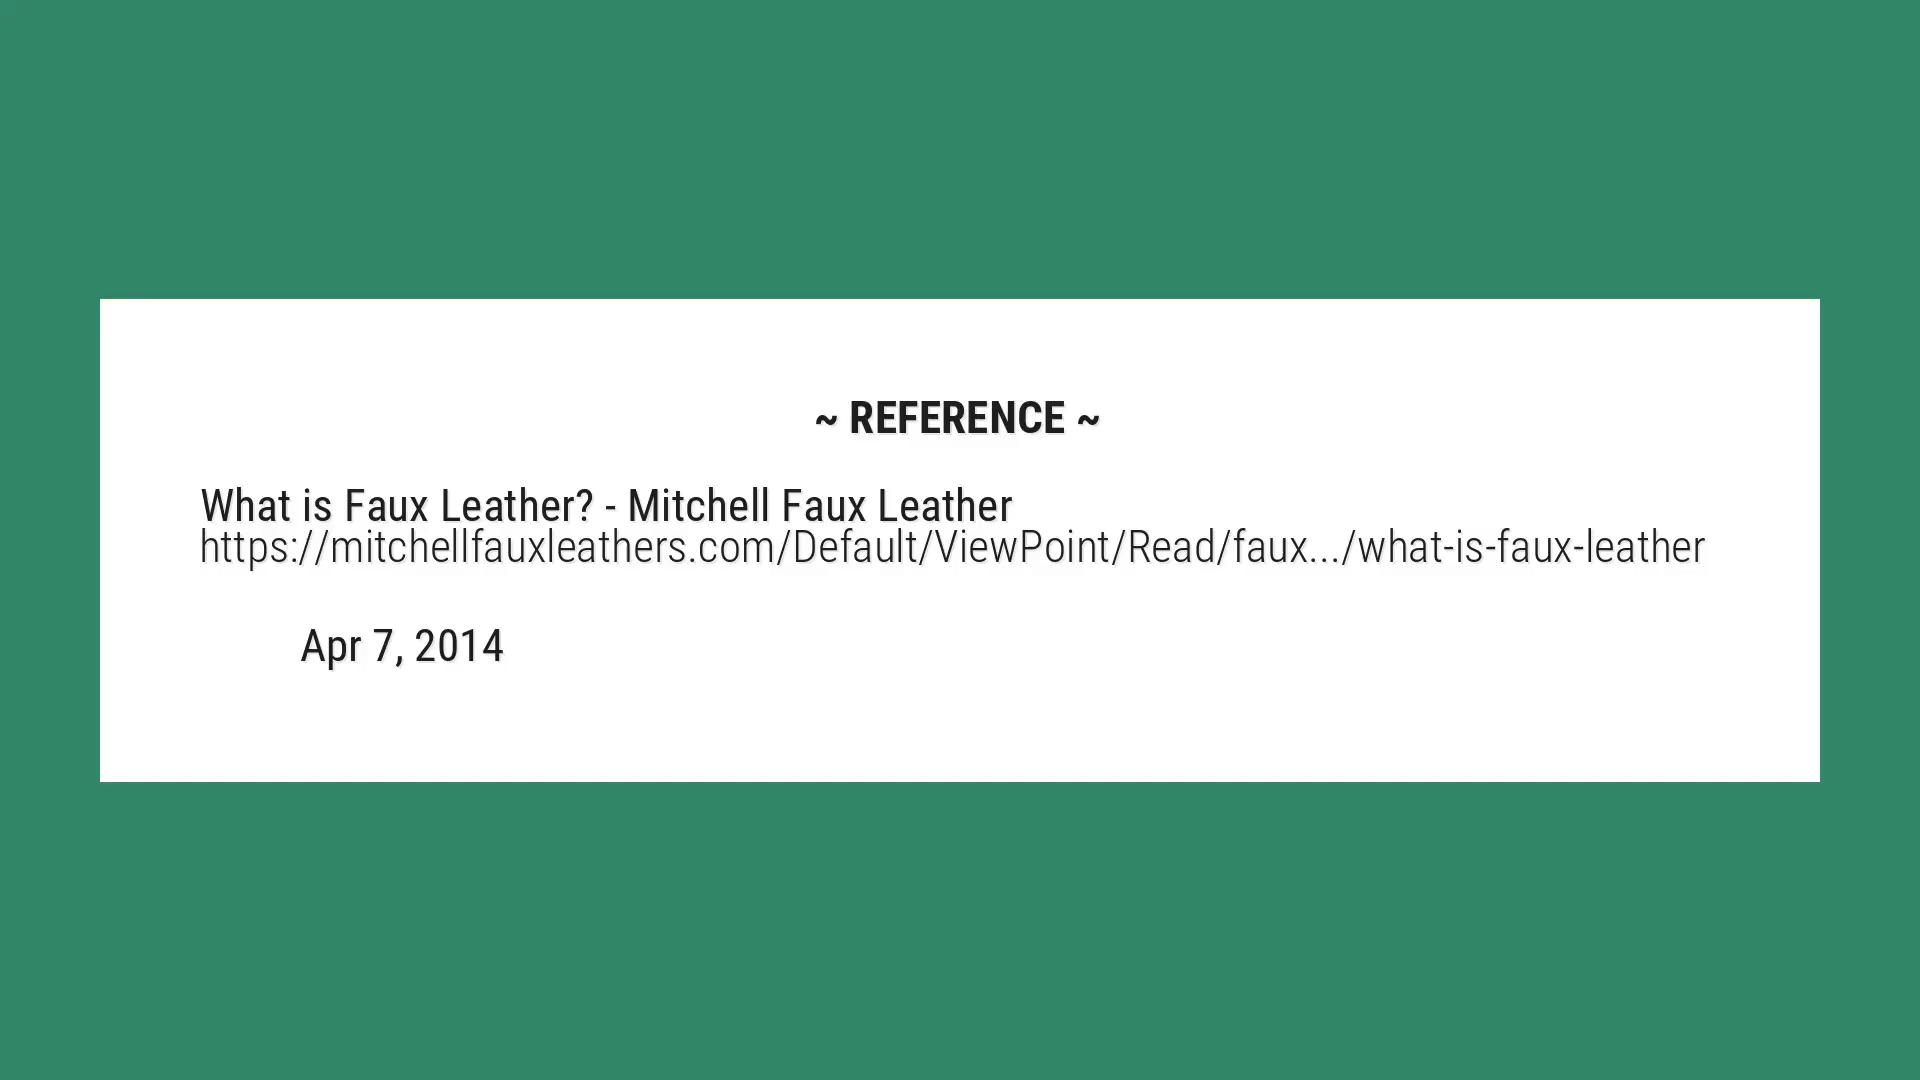 ~ REFERENCE ~
What is Faux Leather? - Mitchell Faux Leather
https://mitchellfauxleathers.com/Default/ViewPoint/Read/faux.../what-is-faux-leather
Apr 7, 2014